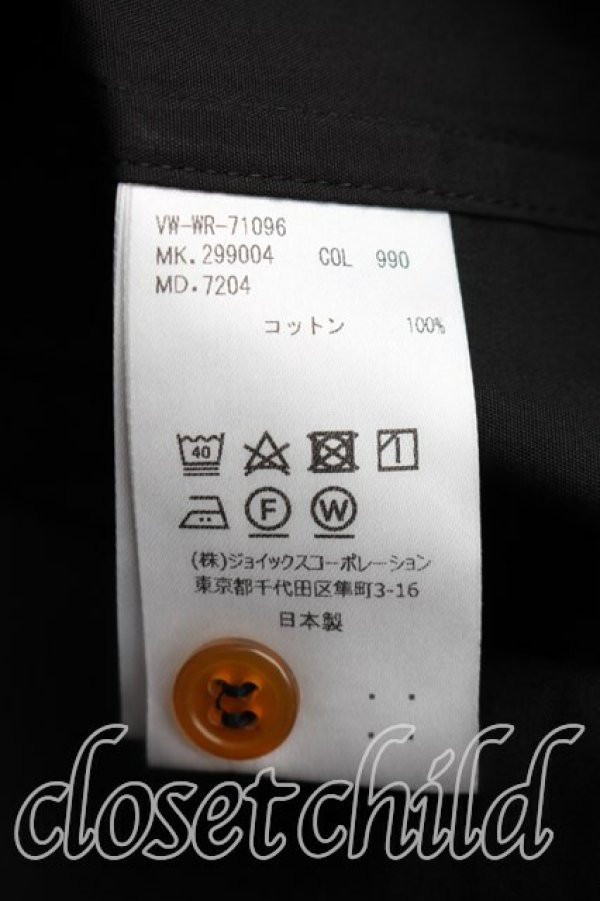 VW-WR-71096
MK.299004 COL 990
MD.7204
コットン 100%
40
F W
(株)ジョイックスコーポレーション
東京都千代田区隼町3-16
日本製
closet child